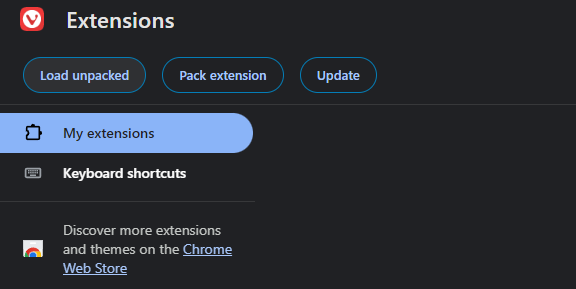 Extensions
Load unpacked
Pack extension
Update
My extensions
Keyboard shortcuts
Discover more extensions
and themes on the Chrome
Web Store